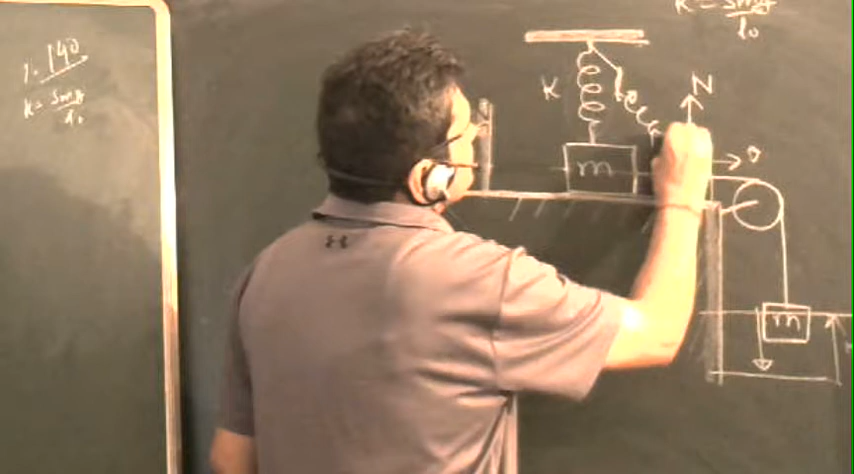 K = 5mg/l₀
1. 140
K = 5mg/l₀
K
N
m
v
m